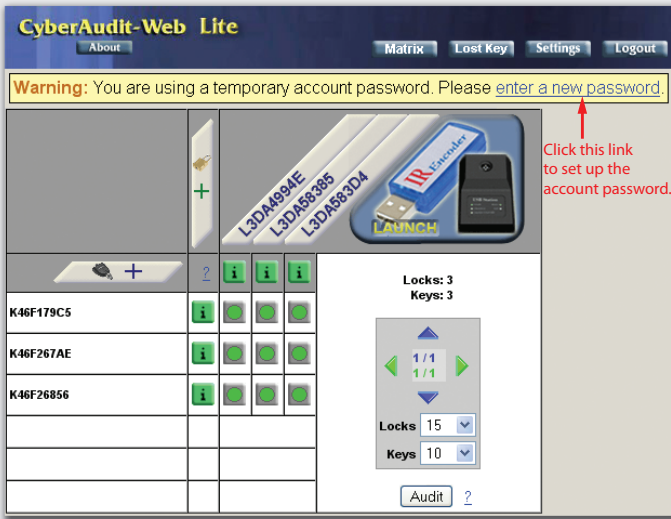 CyberAudit-Web Lite
About
Matrix Lost Key Settings Logout
Warning: You are using a temporary account password. Please enter a new password.
Click this link
to set up the
account password.
L3DA4994E
L3DA58385
L3DA583D4
IR Encoder
LAUNCH
+
+
?
i i i
Locks: 3
Keys: 3
K46F179C5 i
K46F267AE i
K46F26856 i
1/1
1/1
Locks 15
Keys 10
Audit ?